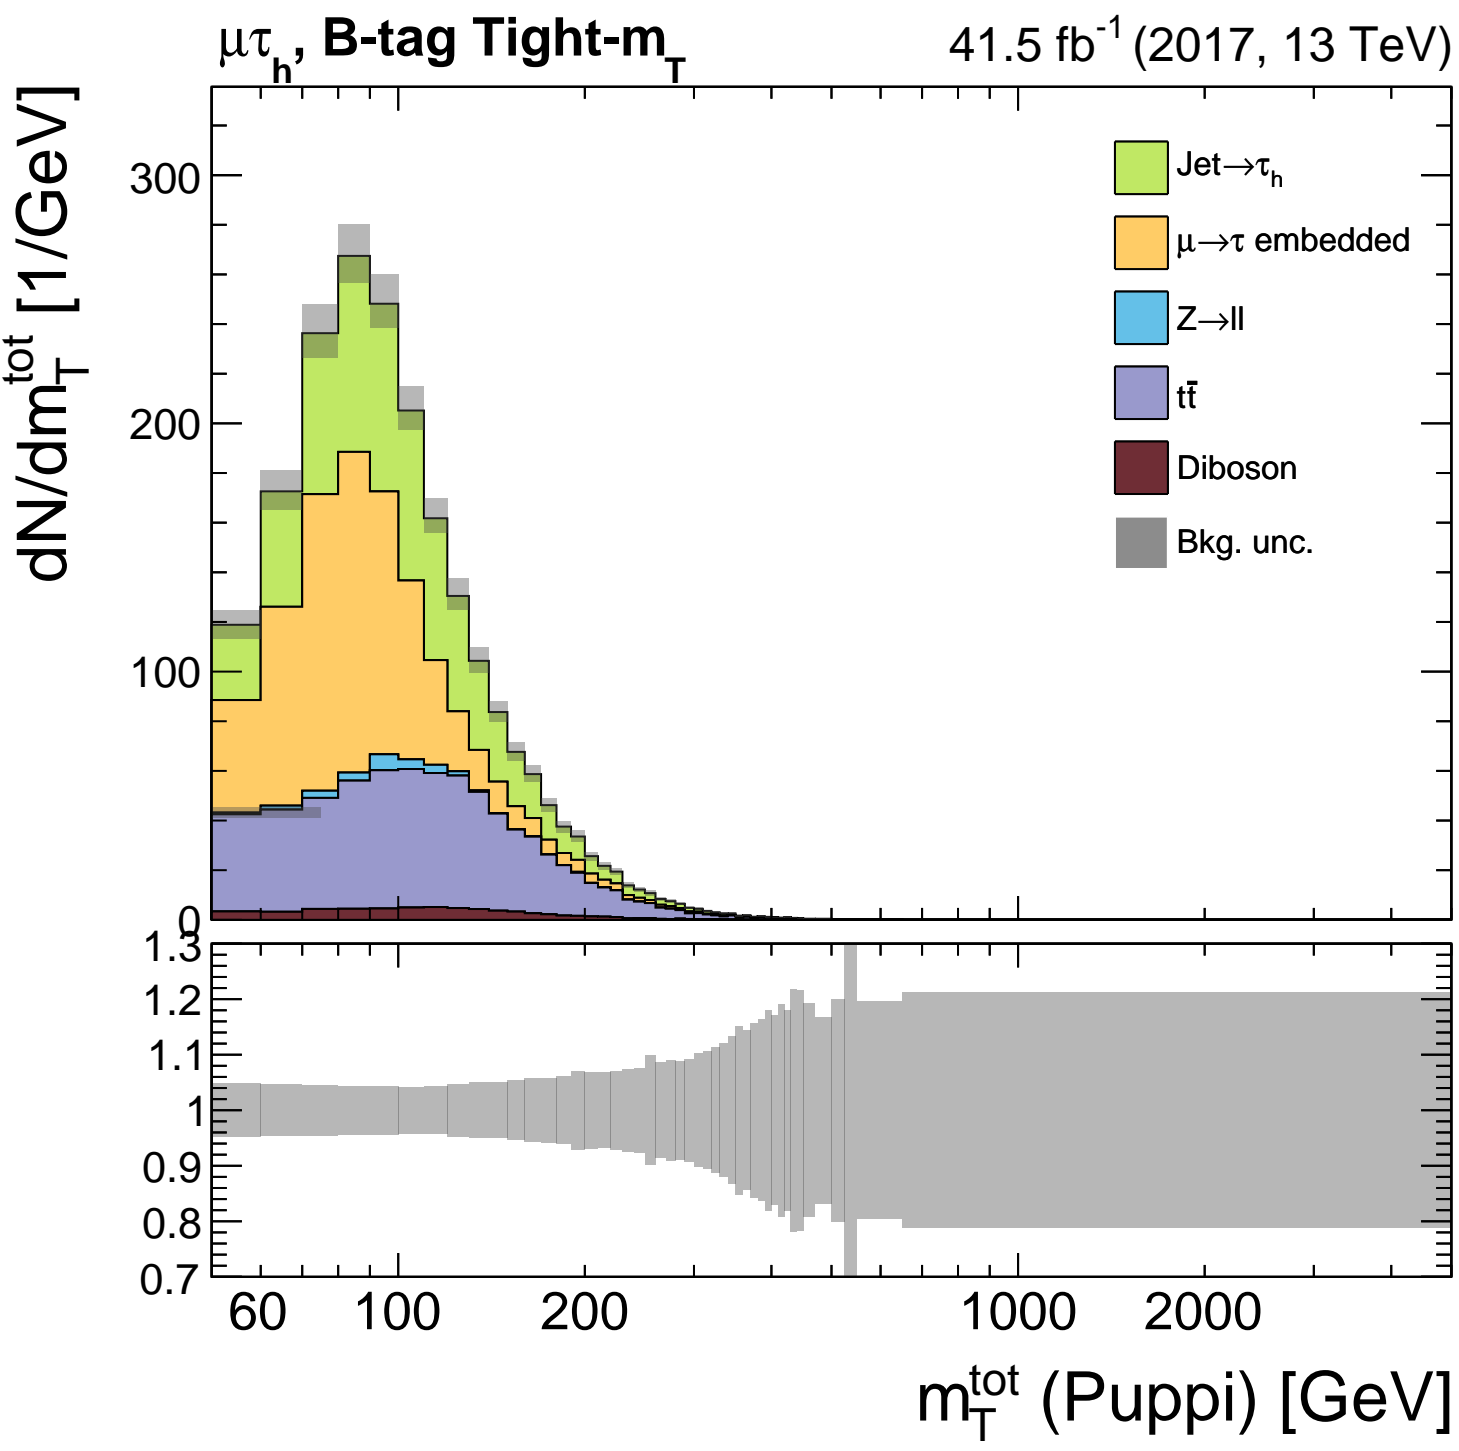 μτh, B-tag Tight-mT
41.5 fb-1 (2017, 13 TeV)
dN/dmTtot [1/GeV]
300
200
100
0
Jet→τh
μ→τ embedded
Z→ll
tt̄
Diboson
Bkg. unc.
1.3
1.2
1.1
1
0.9
0.8
0.7
60 100 200 1000 2000
mTtot (Puppi) [GeV]